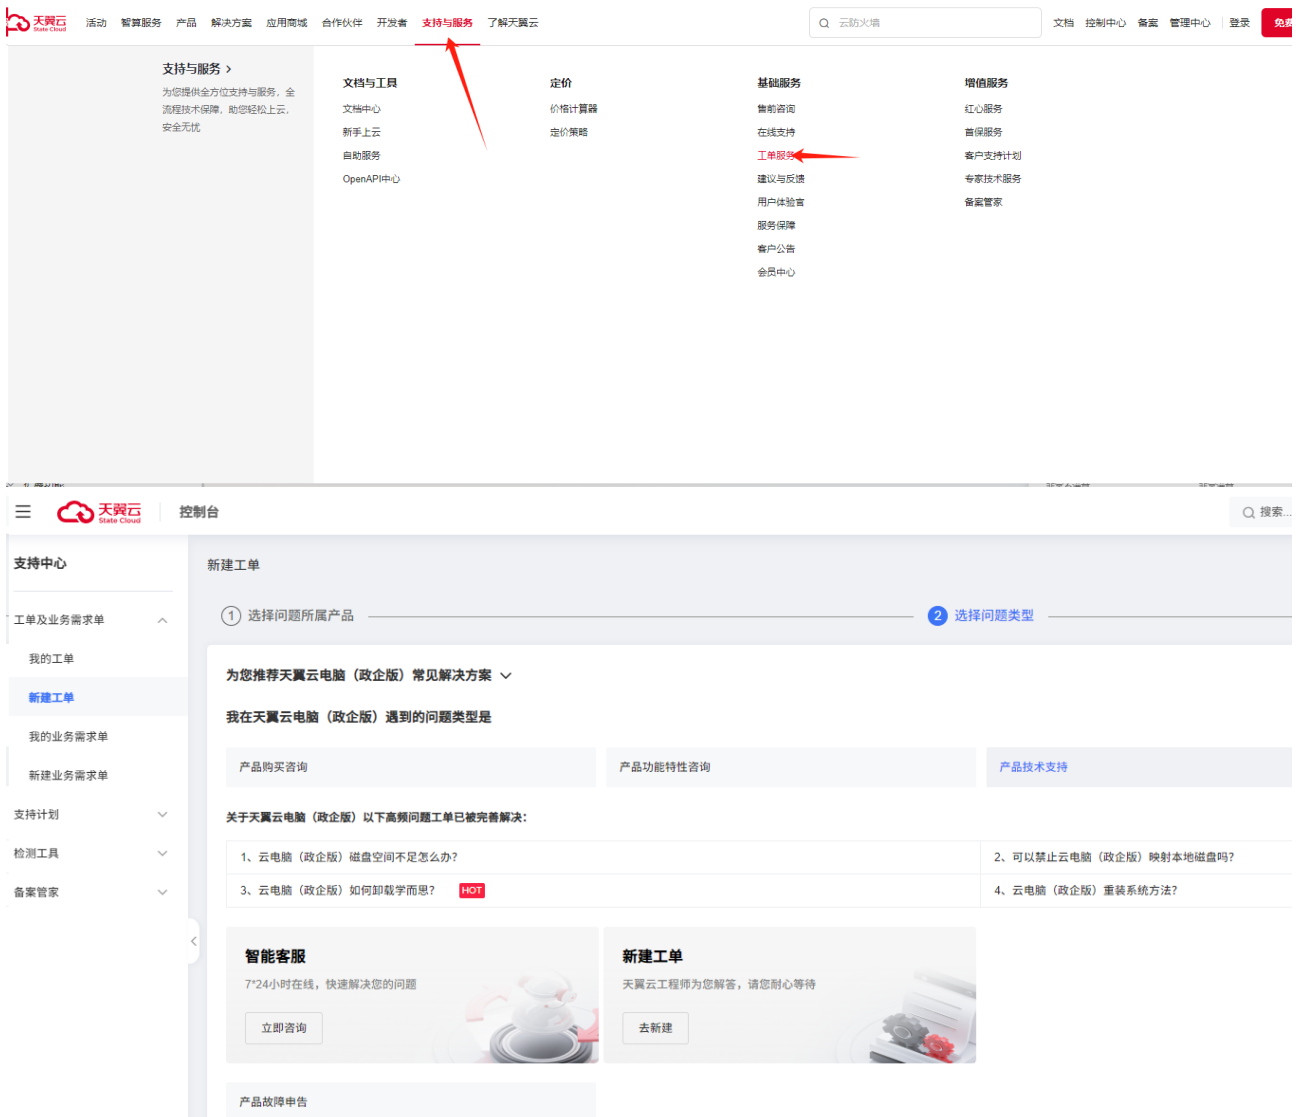 天翼云
State Cloud
活动 智算服务 产品 解决方案 应用商城 合作伙伴 开发者 支持与服务 了解天翼云
云防火墙
文档 控制中心 备案 管理中心 登录 免费
支持与服务 >
为您提供全方位支持与服务，全
流程技术保障，助您轻松上云，
安全无忧
文档与工具
文档中心
新手上云
自助服务
OpenAPI中心
定价
价格计算器
定价策略
基础服务
售前咨询
在线支持
工单服务
建议与反馈
用户体验官
服务保障
客户公告
会员中心
增值服务
红心服务
首保服务
客户支持计划
专家技术服务
备案管家
天翼云
State Cloud
控制台
搜索...
支持中心
工单及业务需求单
我的工单
新建工单
我的业务需求单
新建业务需求单
支持计划
检测工具
备案管家
新建工单
1 选择问题所属产品
2 选择问题类型
为您推荐天翼云电脑（政企版）常见解决方案
我在天翼云电脑（政企版）遇到的问题类型是
产品购买咨询
产品功能特性咨询
产品技术支持
关于天翼云电脑（政企版）以下高频问题工单已被完善解决：
1、云电脑（政企版）磁盘空间不足怎么办？
2、可以禁止云电脑（政企版）映射本地磁盘吗？
3、云电脑（政企版）如何卸载学而思？ HOT
4、云电脑（政企版）重装系统方法？
智能客服
7*24小时在线，快速解决您的问题
立即咨询
新建工单
天翼云工程师为您解答，请您耐心等待
去新建
产品故障申告